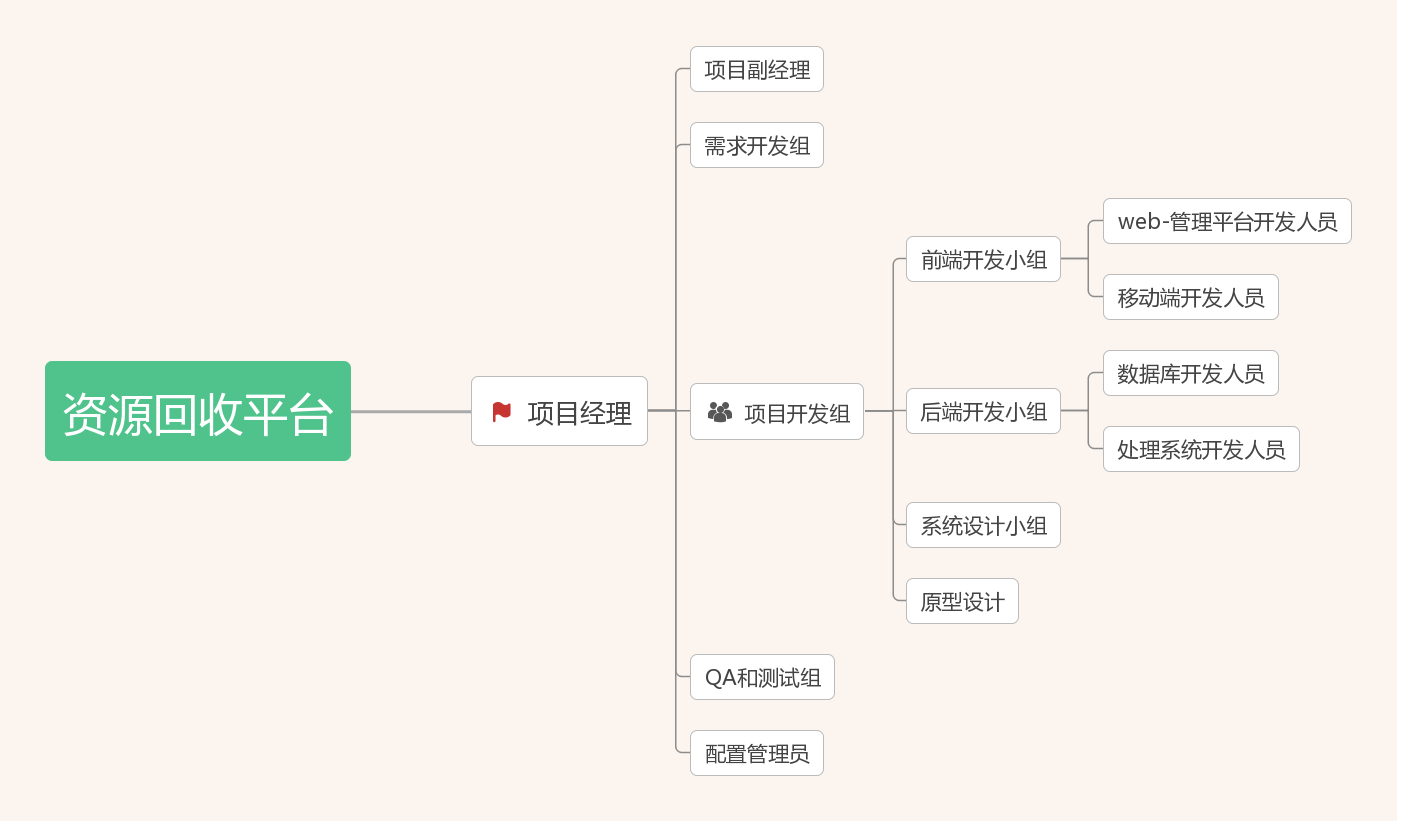 资源回收平台
项目经理
项目副经理
需求开发组
项目开发组
前端开发小组
web-管理平台开发人员
移动端开发人员
后端开发小组
数据库开发人员
处理系统开发人员
系统设计小组
原型设计
QA和测试组
配置管理员